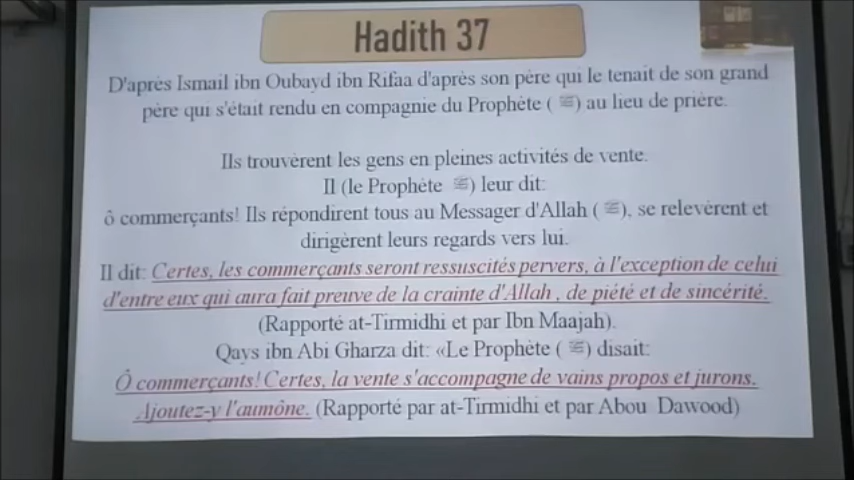 Hadith 37
D'après Ismail ibn Oubayd ibn Rifaa d'après son père qui le tenait de son grand
père qui s'était rendu en compagnie du Prophète ( ﷺ ) au lieu de prière.
Ils trouvèrent les gens en pleines activités de vente.
Il (le Prophète ﷺ ) leur dit:
ô commerçants! Ils répondirent tous au Messager d'Allah ( ﷺ ), se relevèrent et
dirigèrent leurs regards vers lui.
Il dit: Certes, les commerçants seront ressuscités pervers, à l'exception de celui
d'entre eux qui aura fait preuve de la crainte d'Allah , de piété et de sincérité.
(Rapporté at-Tirmidhi et par Ibn Maajah).
Qays ibn Abi Gharza dit: «Le Prophète ( ﷺ ) disait:
Ô commerçants! Certes, la vente s'accompagne de vains propos et jurons.
Ajoutez-y l'aumône. (Rapporté par at-Tirmidhi et par Abou Dawood)